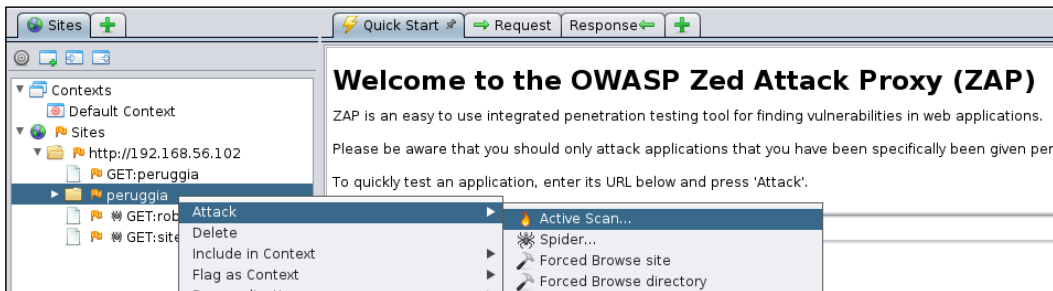 Sites
Quick Start
Request
Response
Welcome to the OWASP Zed Attack Proxy (ZAP)
Contexts
Default Context
ZAP is an easy to use integrated penetration testing tool for finding vulnerabilities in web applications.
Sites
http://192.168.56.102
Please be aware that you should only attack applications that you have been specifically been given per
GET:peruggia
To quickly test an application, enter its URL below and press 'Attack'.
peruggia
GET:rob
GET:site
Attack
Delete
Include in Context
Flag as Context
Active Scan...
Spider...
Forced Browse site
Forced Browse directory